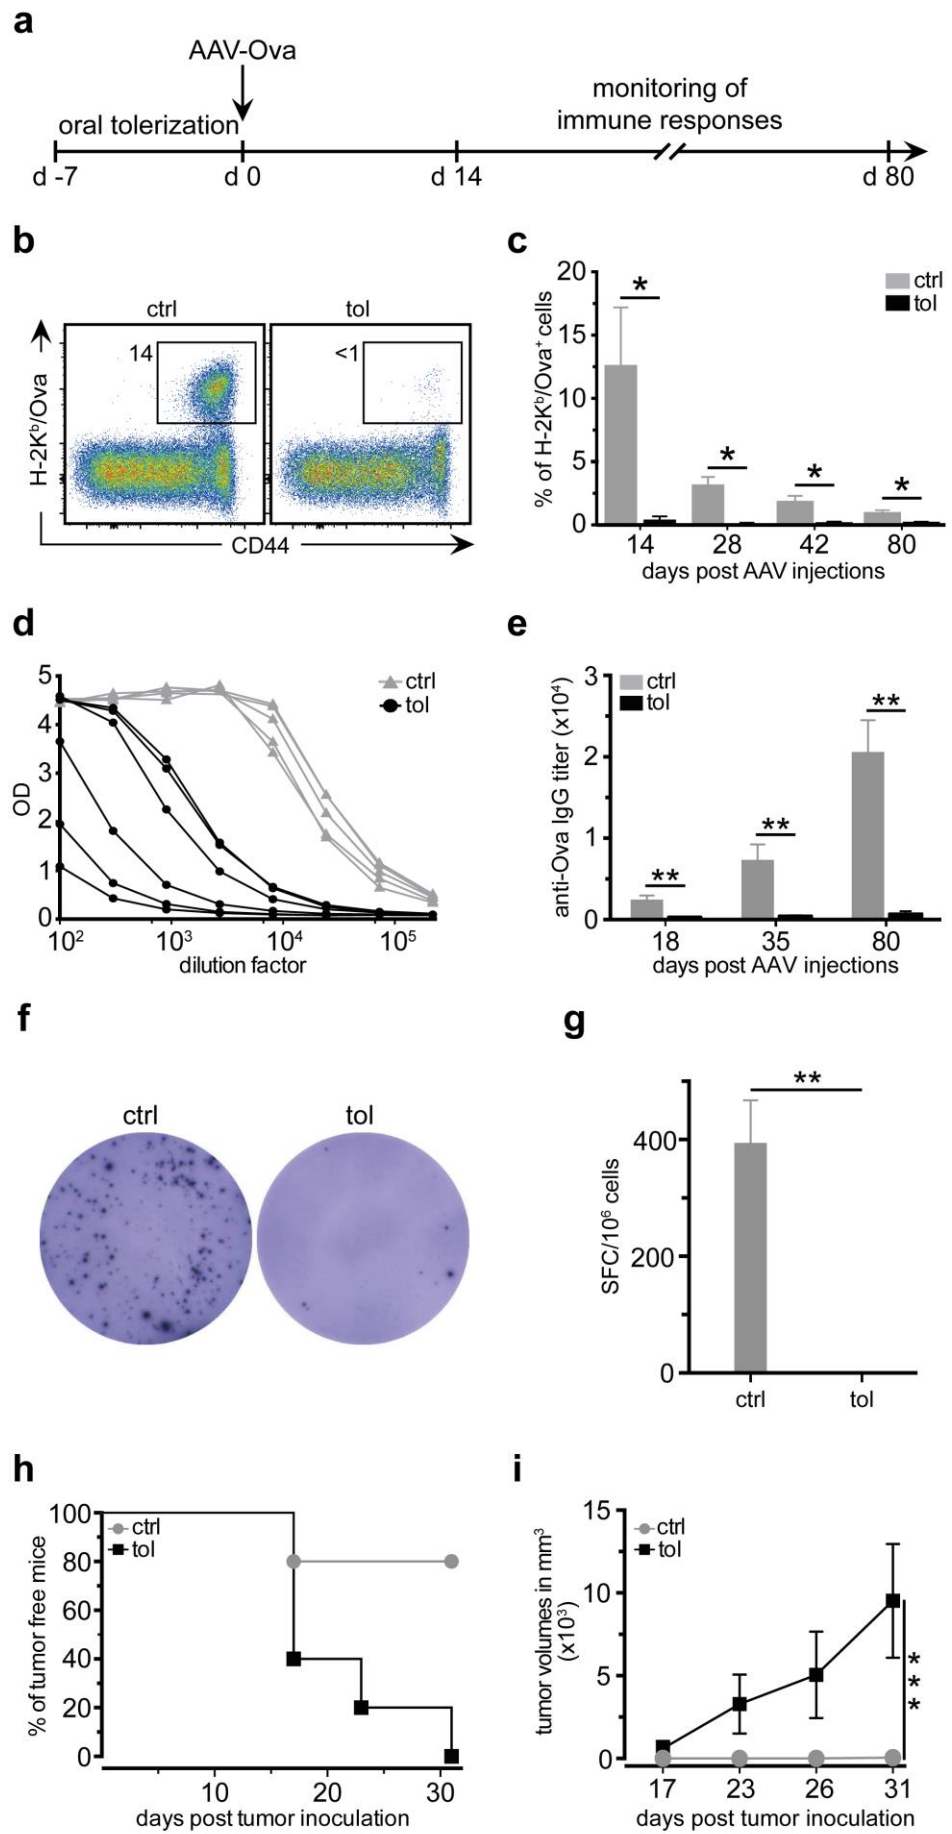 a
AAV-Ova
oral tolerization
monitoring of
immune responses
d -7
d 0
d 14
d 80
b
ctrl
tol
14
<1
H-2Kᵇ/Ova
CD44
c
% of H-2Kᵇ/Ova⁺ cells
20
15
10
5
0
*
*
*
*
ctrl
tol
14
28
42
80
days post AAV injections
d
OD
5
4
3
2
1
0
ctrl
tol
10²
10³
10⁴
10⁵
dilution factor
e
anti-Ova IgG titer (x10⁴)
3
2
1
0
ctrl
tol
**
**
**
18
35
80
days post AAV injections
f
ctrl
tol
g
SFC/10⁶ cells
400
200
0
**
ctrl
tol
h
% of tumor free mice
100
80
60
40
20
0
ctrl
tol
10
20
30
days post tumor inoculation
i
tumor volumes in mm³
(x10³)
15
10
5
0
ctrl
tol
***
17
23
26
31
days post tumor inoculation